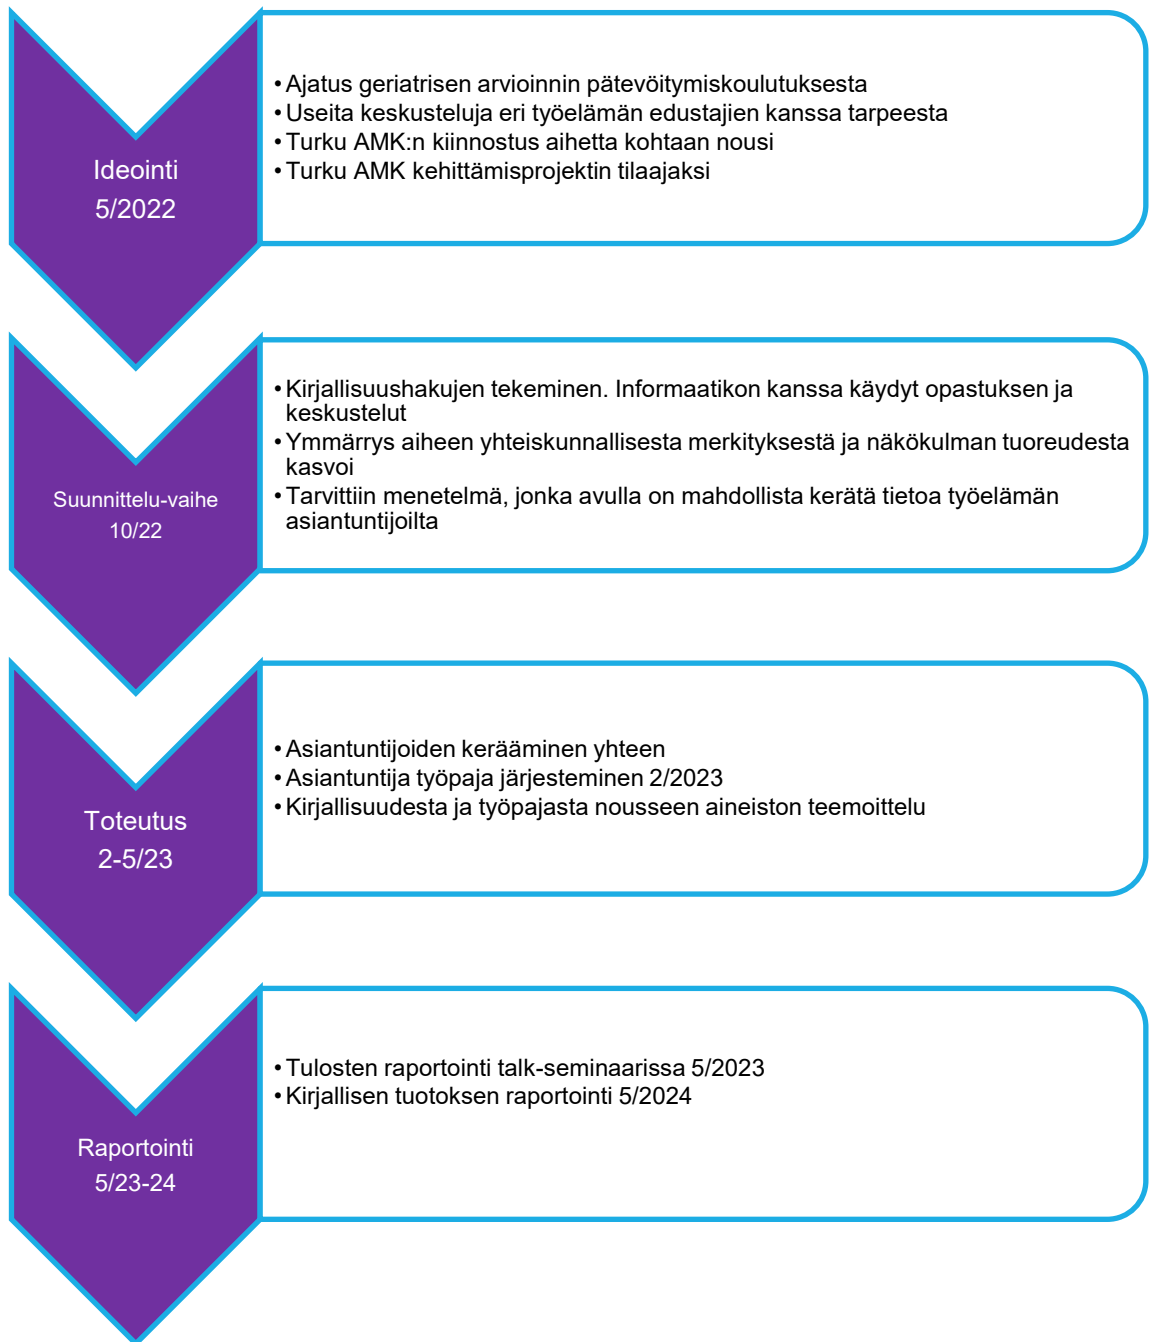 Ideointi
5/2022
• Ajatus geriatrisen arvioinnin pätevöitymiskoulutuksesta
• Useita keskusteluja eri työelämän edustajien kanssa tarpeesta
• Turku AMK:n kiinnostus aihetta kohtaan nousi
• Turku AMK kehittämisprojektin tilaajaksi
Suunnittelu-vaihe
10/22
• Kirjallisuushakujen tekeminen. Informaatikon kanssa käydyt opastuksen ja
keskustelut
• Ymmärrys aiheen yhteiskunnallisesta merkityksestä ja näkökulman tuoreudesta
kasvoi
• Tarvittiin menetelmä, jonka avulla on mahdollista kerätä tietoa työelämän
asiantuntijoilta
Toteutus
2-5/23
• Asiantuntijoiden kerääminen yhteen
• Asiantuntija työpaja järjesteminen 2/2023
• Kirjallisuudesta ja työpajasta nousseen aineiston teemoittelu
Raportointi
5/23-24
• Tulosten raportointi talk-seminaarissa 5/2023
• Kirjallisen tuotoksen raportointi 5/2024